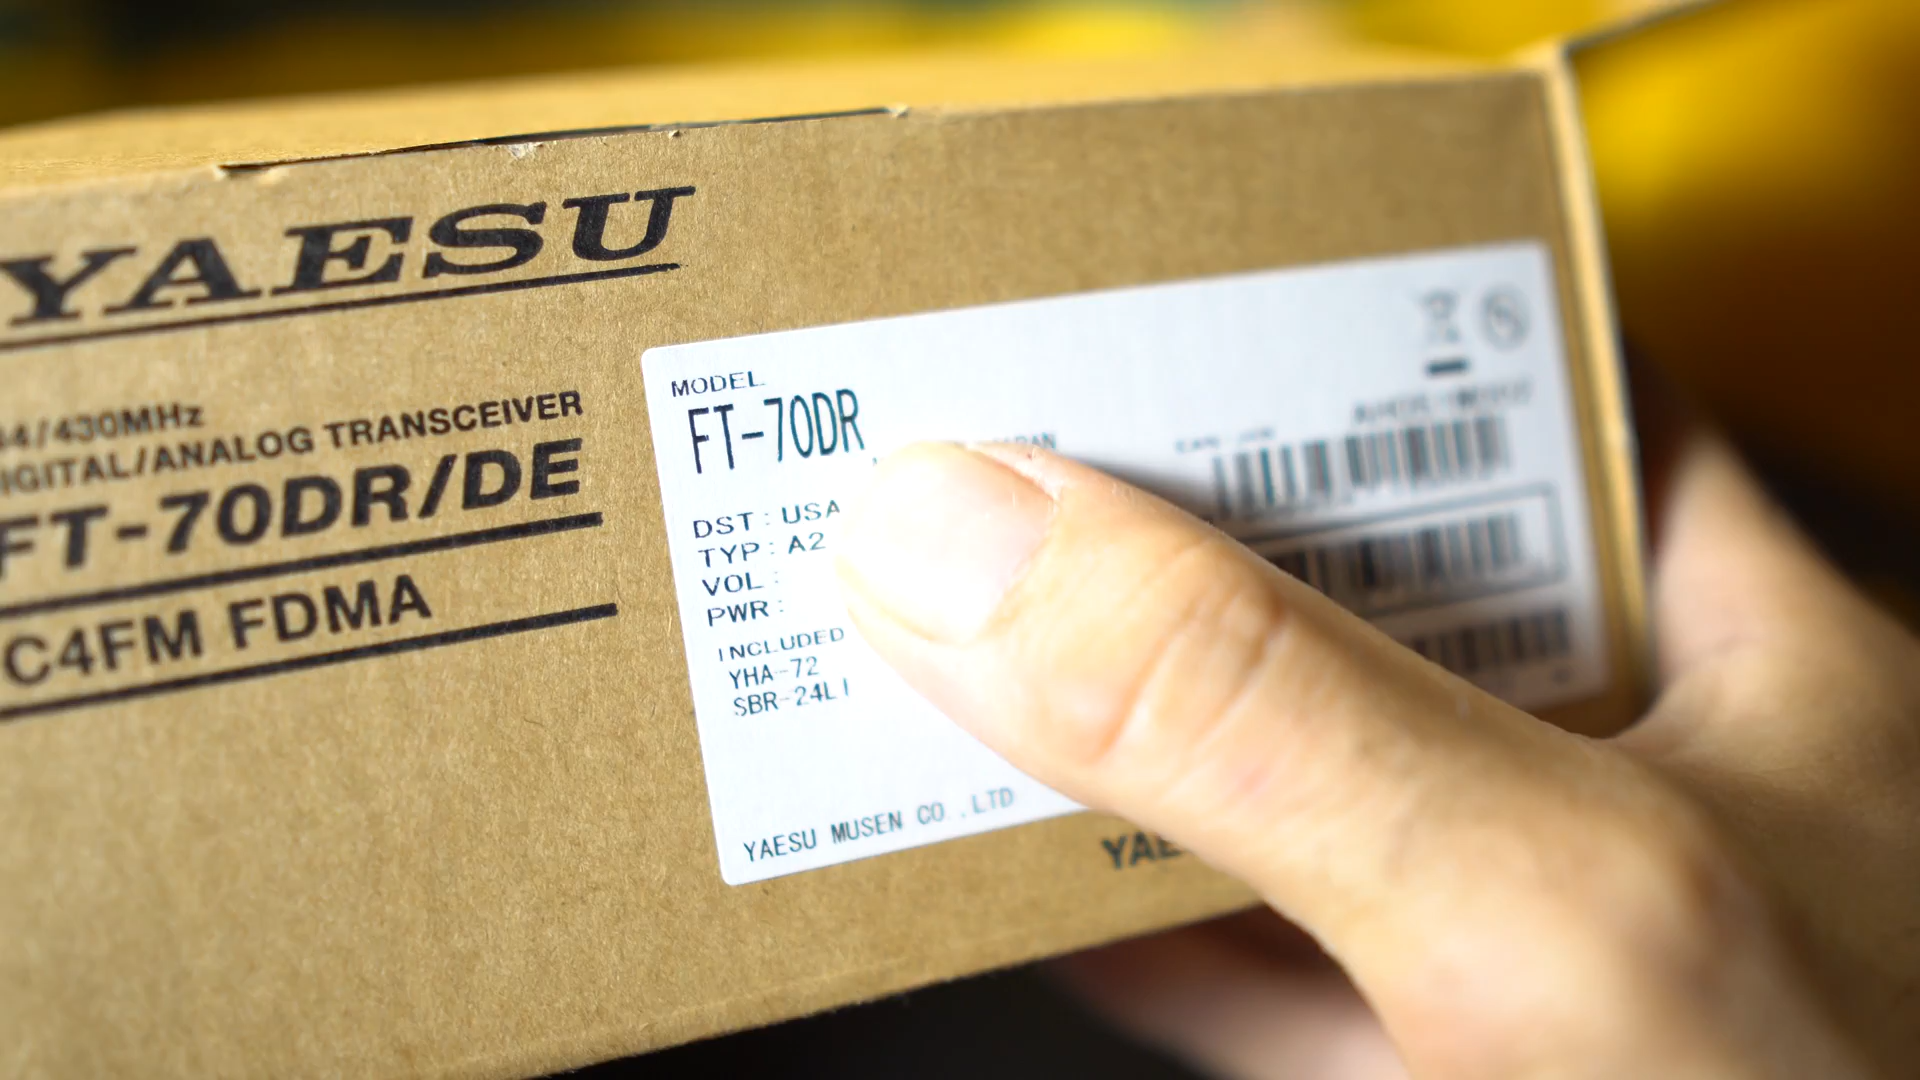 YAESU
44/430MHz
DIGITAL/ANALOG TRANSCEIVER
FT-70DR/DE
C4FM FDMA
MODEL
FT-70DR
DST : USA
TYP : A2
VOL :
PWR :
INCLUDED
YHA-72
SBR-24LI
YAESU MUSEN CO.,LTD